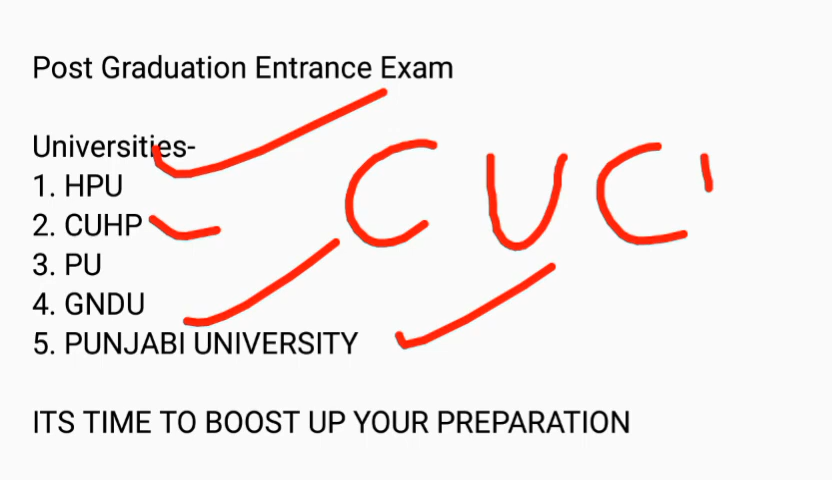 Post Graduation Entrance Exam
Universities-
1. HPU
2. CUHP
3. PU
4. GNDU
5. PUNJABI UNIVERSITY
CUC
ITS TIME TO BOOST UP YOUR PREPARATION